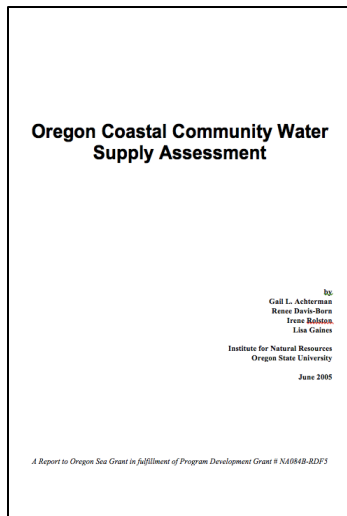 Oregon Coastal Community Water
Supply Assessment
by
Gail L. Achterman
Renee Davis-Born
Irene Rolston
Lisa Gaines
Institute for Natural Resources
Oregon State University
June 2005
A Report to Oregon Sea Grant in fulfillment of Program Development Grant # NA084B-RDF5